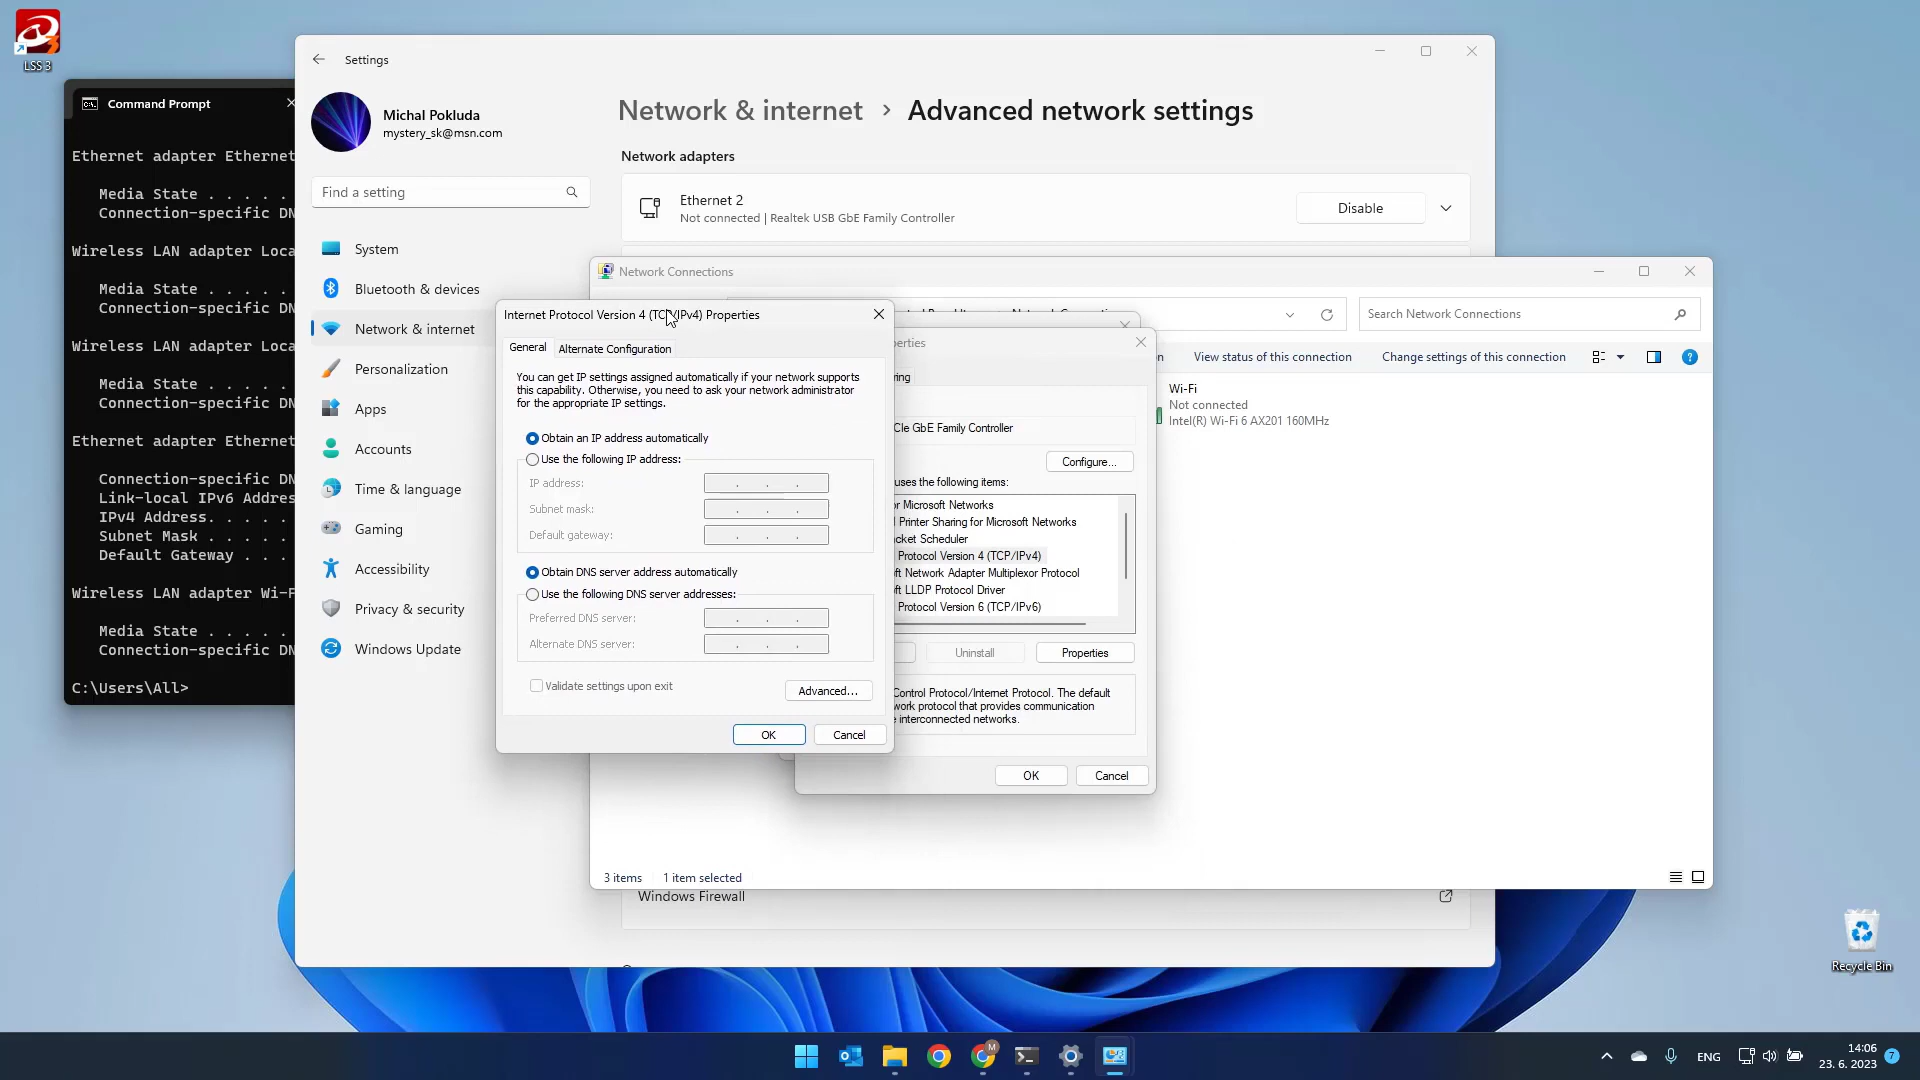 LSS 3
Command Prompt
Ethernet adapter Ethernet
Media State . . . . .
Connection-specific DN
Wireless LAN adapter Loca
Media State . . . . .
Connection-specific DN
Wireless LAN adapter Loca
Media State . . . . .
Connection-specific DN
Ethernet adapter Ethernet
Connection-specific DN
Link-local IPv6 Addres
IPv4 Address. . . . .
Subnet Mask . . . . .
Default Gateway . . .
Wireless LAN adapter Wi-F
Media State . . . . .
Connection-specific DN
C:\Users\All>
Settings
Michal Pokluda
mystery_sk@msn.com
Find a setting
System
Bluetooth & devices
Network & internet
Personalization
Apps
Accounts
Time & language
Gaming
Accessibility
Privacy & security
Windows Update
Network & internet > Advanced network settings
Network adapters
Ethernet 2
Not connected | Realtek USB GbE Family Controller
Disable
Windows Firewall
Network Connections
Search Network Connections
View status of this connection
Change settings of this connection
Wi-Fi
Not connected
Intel(R) Wi-Fi 6 AX201 160MHz
3 items
1 item selected
Internet Protocol Version 4 (TCP/IPv4) Properties
General
Alternate Configuration
You can get IP settings assigned automatically if your network supports
this capability. Otherwise, you need to ask your network administrator
for the appropriate IP settings.
Obtain an IP address automatically
Use the following IP address:
IP address:
Subnet mask:
Default gateway:
Obtain DNS server address automatically
Use the following DNS server addresses:
Preferred DNS server:
Alternate DNS server:
Validate settings upon exit
Advanced...
OK
Cancel
erties
ring
CIe GbE Family Controller
Configure...
uses the following items:
or Microsoft Networks
Printer Sharing for Microsoft Networks
cket Scheduler
Protocol Version 4 (TCP/IPv4)
ft Network Adapter Multiplexor Protocol
ft LLDP Protocol Driver
Protocol Version 6 (TCP/IPv6)
Uninstall
Properties
Control Protocol/Internet Protocol. The default
work protocol that provides communication
interconnected networks.
OK
Cancel
Recycle Bin
M
ENG
14:06
23. 6. 2023
7